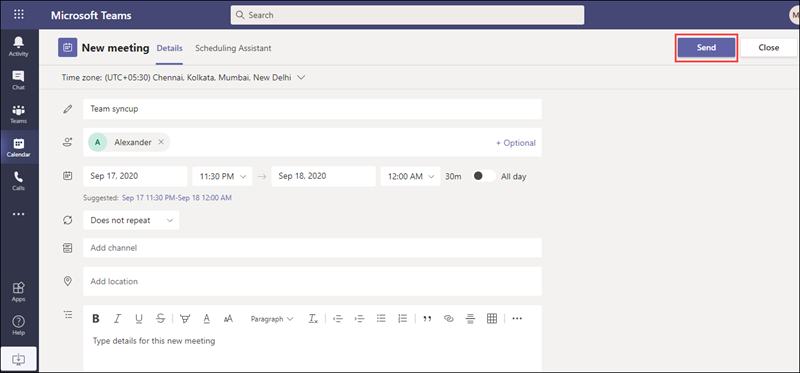 Microsoft Teams
Search
M
Activity
Chat
Teams
Calendar
Calls
Apps
Help
New meeting Details Scheduling Assistant
Send Close
Time zone: (UTC+05:30) Chennai, Kolkata, Mumbai, New Delhi
Team syncup
A Alexander × + Optional
Sep 17, 2020 11:30 PM → Sep 18, 2020 12:00 AM 30m All day
Suggested: Sep 17 11:30 PM-Sep 18 12:00 AM
Does not repeat
Add channel
Add location
B I U S A AA Paragraph Tx
Type details for this new meeting